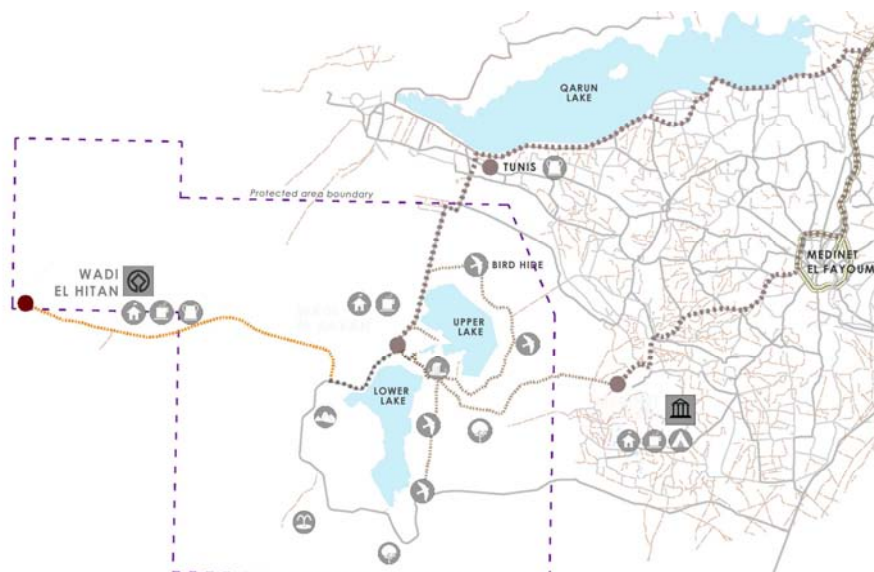 QARUN
LAKE
TUNIS
Protected area boundary
MEDINET
EL FAYOUM
BIRD HIDE
WADI
EL HITAN
UPPER
LAKE
LOWER
LAKE